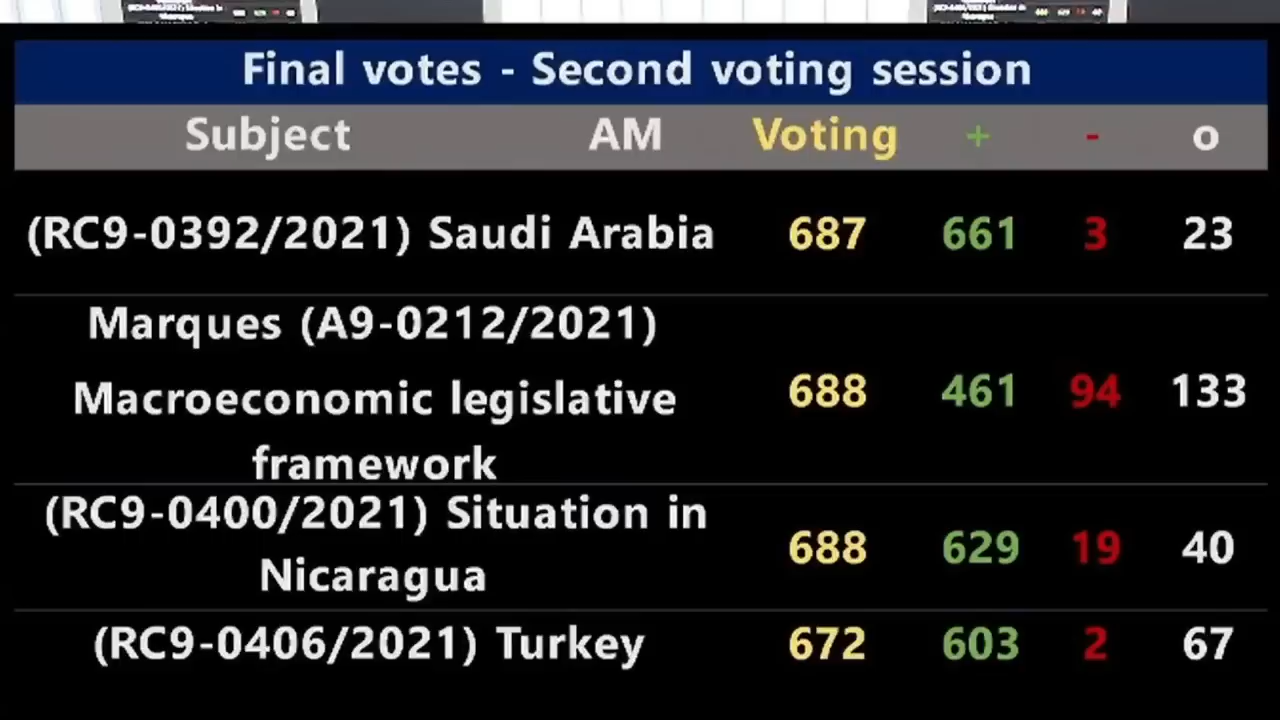 Final votes - Second voting session
Subject AM Voting + - o
(RC9-0392/2021) Saudi Arabia 687 661 3 23
Marques (A9-0212/2021)
Macroeconomic legislative
framework 688 461 94 133
(RC9-0400/2021) Situation in
Nicaragua 688 629 19 40
(RC9-0406/2021) Turkey 672 603 2 67